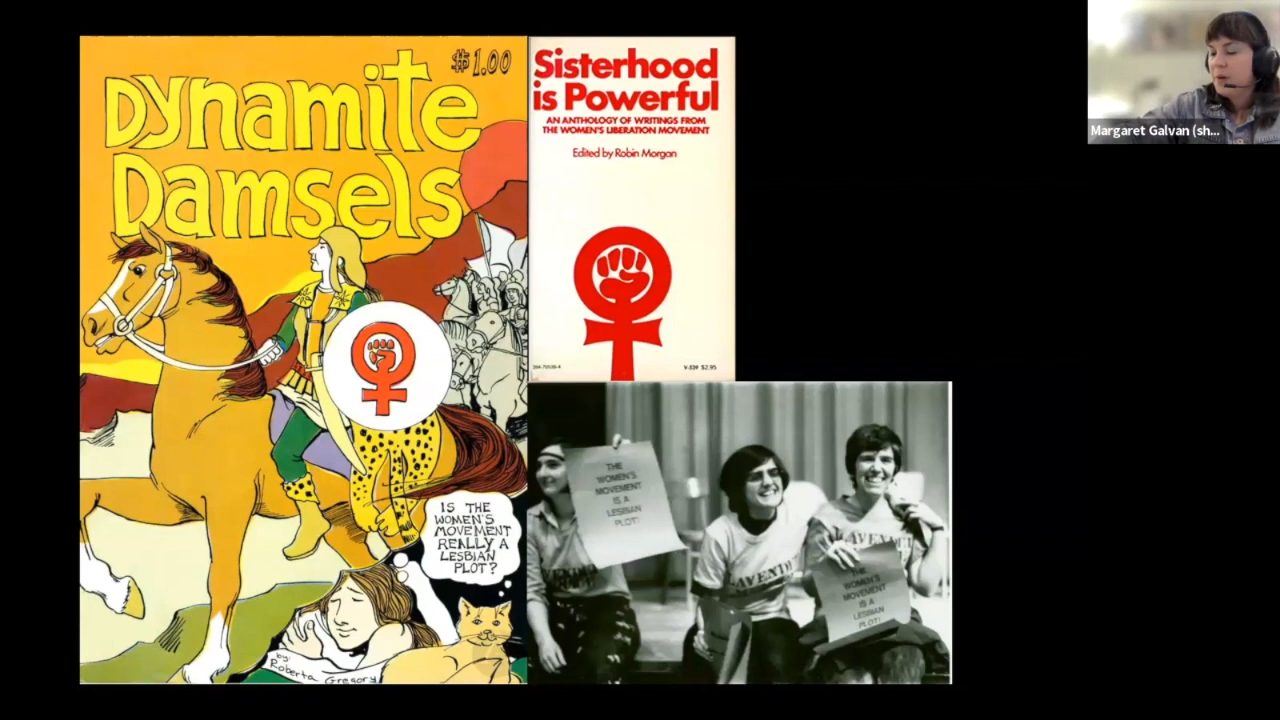 $1.00
Dynamite
Damsels
IS THE
WOMEN'S
MOVEMENT
REALLY A
LESBIAN
PLOT?
by:
Roberta Gregory
Sisterhood
is Powerful
AN ANTHOLOGY OF WRITINGS FROM
THE WOMEN'S LIBERATION MOVEMENT
Edited by Robin Morgan
V-539 $2.95
THE
WOMEN'S
MOVEMENT
IS A
LESBIAN
PLOT!
THE
WOMEN'S
MOVEMENT
IS A
LESBIAN
PLOT!
Margaret Galvan (sh...